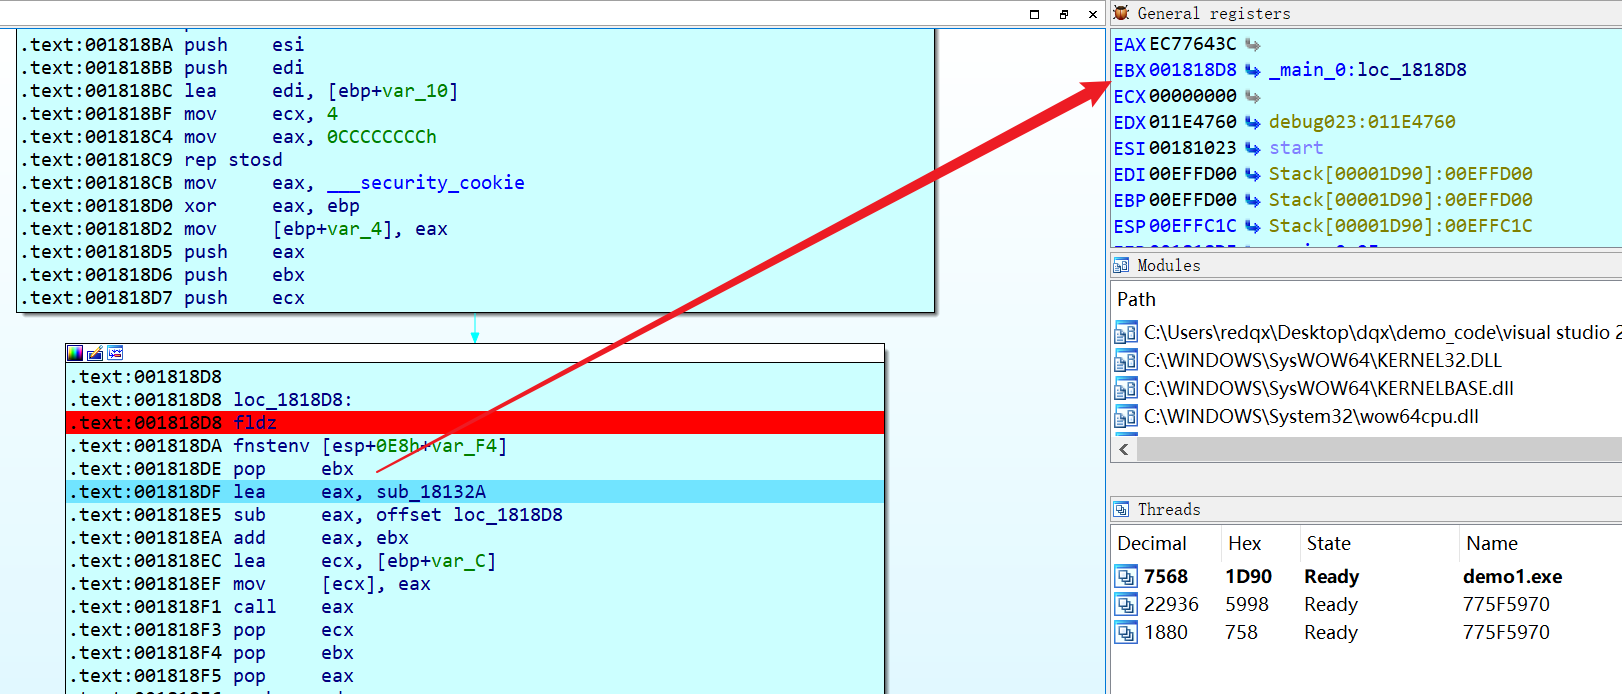 .text:001818BA push    esi
.text:001818BB push    edi
.text:001818BC lea     edi, [ebp+var_10]
.text:001818BF mov     ecx, 4
.text:001818C4 mov     eax, 0CCCCCCCCh
.text:001818C9 rep stosd
.text:001818CB mov     eax, ___security_cookie
.text:001818D0 xor     eax, ebp
.text:001818D2 mov     [ebp+var_4], eax
.text:001818D5 push    eax
.text:001818D6 push    ebx
.text:001818D7 push    ecx
.text:001818D8
.text:001818D8 loc_1818D8:
.text:001818D8 fldz
.text:001818DA fnstenv [esp+0E8h+var_F4]
.text:001818DE pop     ebx
.text:001818DF lea     eax, sub_18132A
.text:001818E5 sub     eax, offset loc_1818D8
.text:001818EA add     eax, ebx
.text:001818EC lea     ecx, [ebp+var_C]
.text:001818EF mov     [ecx], eax
.text:001818F1 call    eax
.text:001818F3 pop     ecx
.text:001818F4 pop     ebx
.text:001818F5 pop     eax
General registers
EAX EC77643C
EBX 001818D8 _main_0:loc_1818D8
ECX 00000000
EDX 011E4760 debug023:011E4760
ESI 00181023 start
EDI 00EFFD00 Stack[00001D90]:00EFFD00
EBP 00EFFD00 Stack[00001D90]:00EFFD00
ESP 00EFFC1C Stack[00001D90]:00EFFC1C
Modules
Path
C:\Users\redqx\Desktop\dqx\demo_code\visual studio 2
C:\WINDOWS\SysWOW64\KERNEL32.DLL
C:\WINDOWS\SysWOW64\KERNELBASE.dll
C:\WINDOWS\System32\wow64cpu.dll
Threads
Decimal Hex State Name
7568 1D90 Ready demo1.exe
22936 5998 Ready 775F5970
1880 758 Ready 775F5970